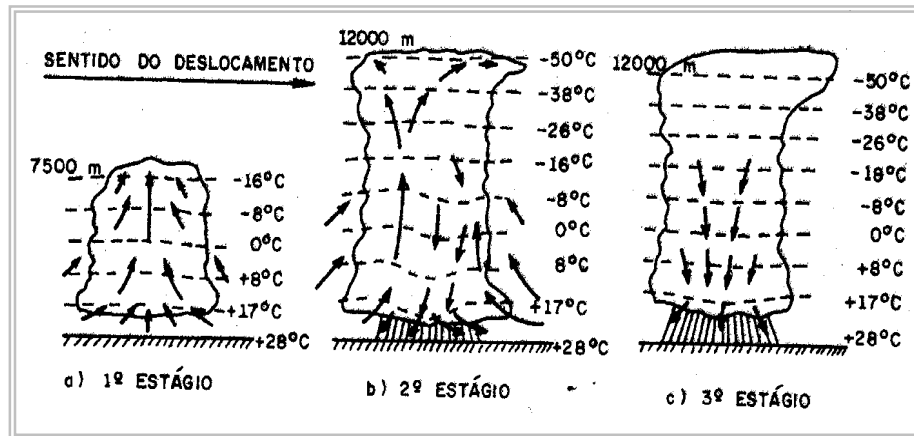 SENTIDO DO DESLOCAMENTO
7500 m
-16°C
-8°C
0°C
+8°C
+17°C
+28°C
a) 1º ESTÁGIO
12000 m
-50°C
-38°C
-26°C
-16°C
-8°C
0°C
8°C
+17°C
+28°C
b) 2º ESTÁGIO
12000 m
-50°C
-38°C
-26°C
-18°C
-8°C
0°C
+8°C
+17°C
+28°C
c) 3º ESTÁGIO